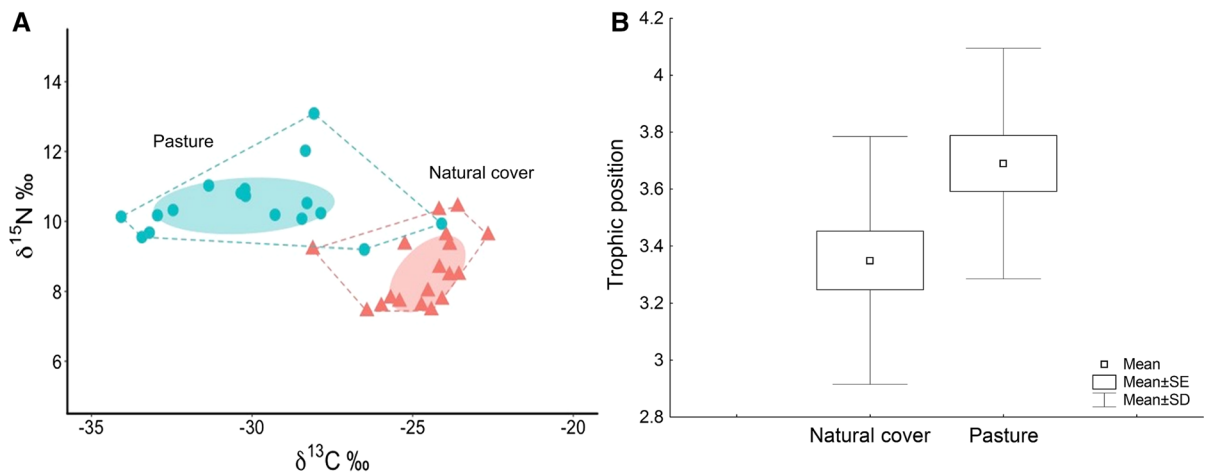 A
δ15N ‰
14
12
10
8
6
Pasture
Natural cover
-35
-30
-25
-20
δ13C ‰
B
Trophic position
4.2
4
3.8
3.6
3.4
3.2
3
2.8
Natural cover
Pasture
Mean
Mean±SE
Mean±SD